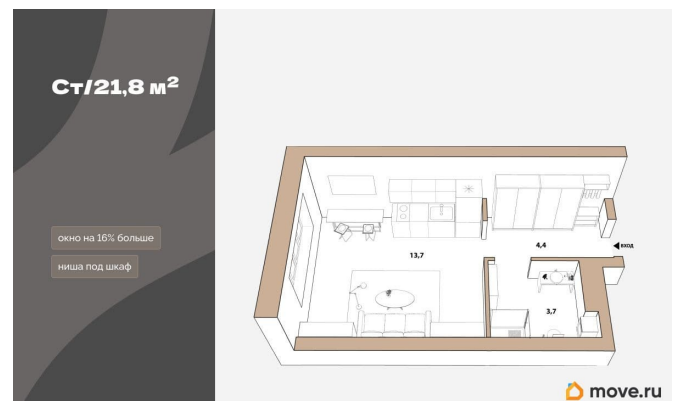 Ст/21,8 м²
окно на 16% больше
ниша под шкаф
13,7
4,4
вход
3,7
move.ru